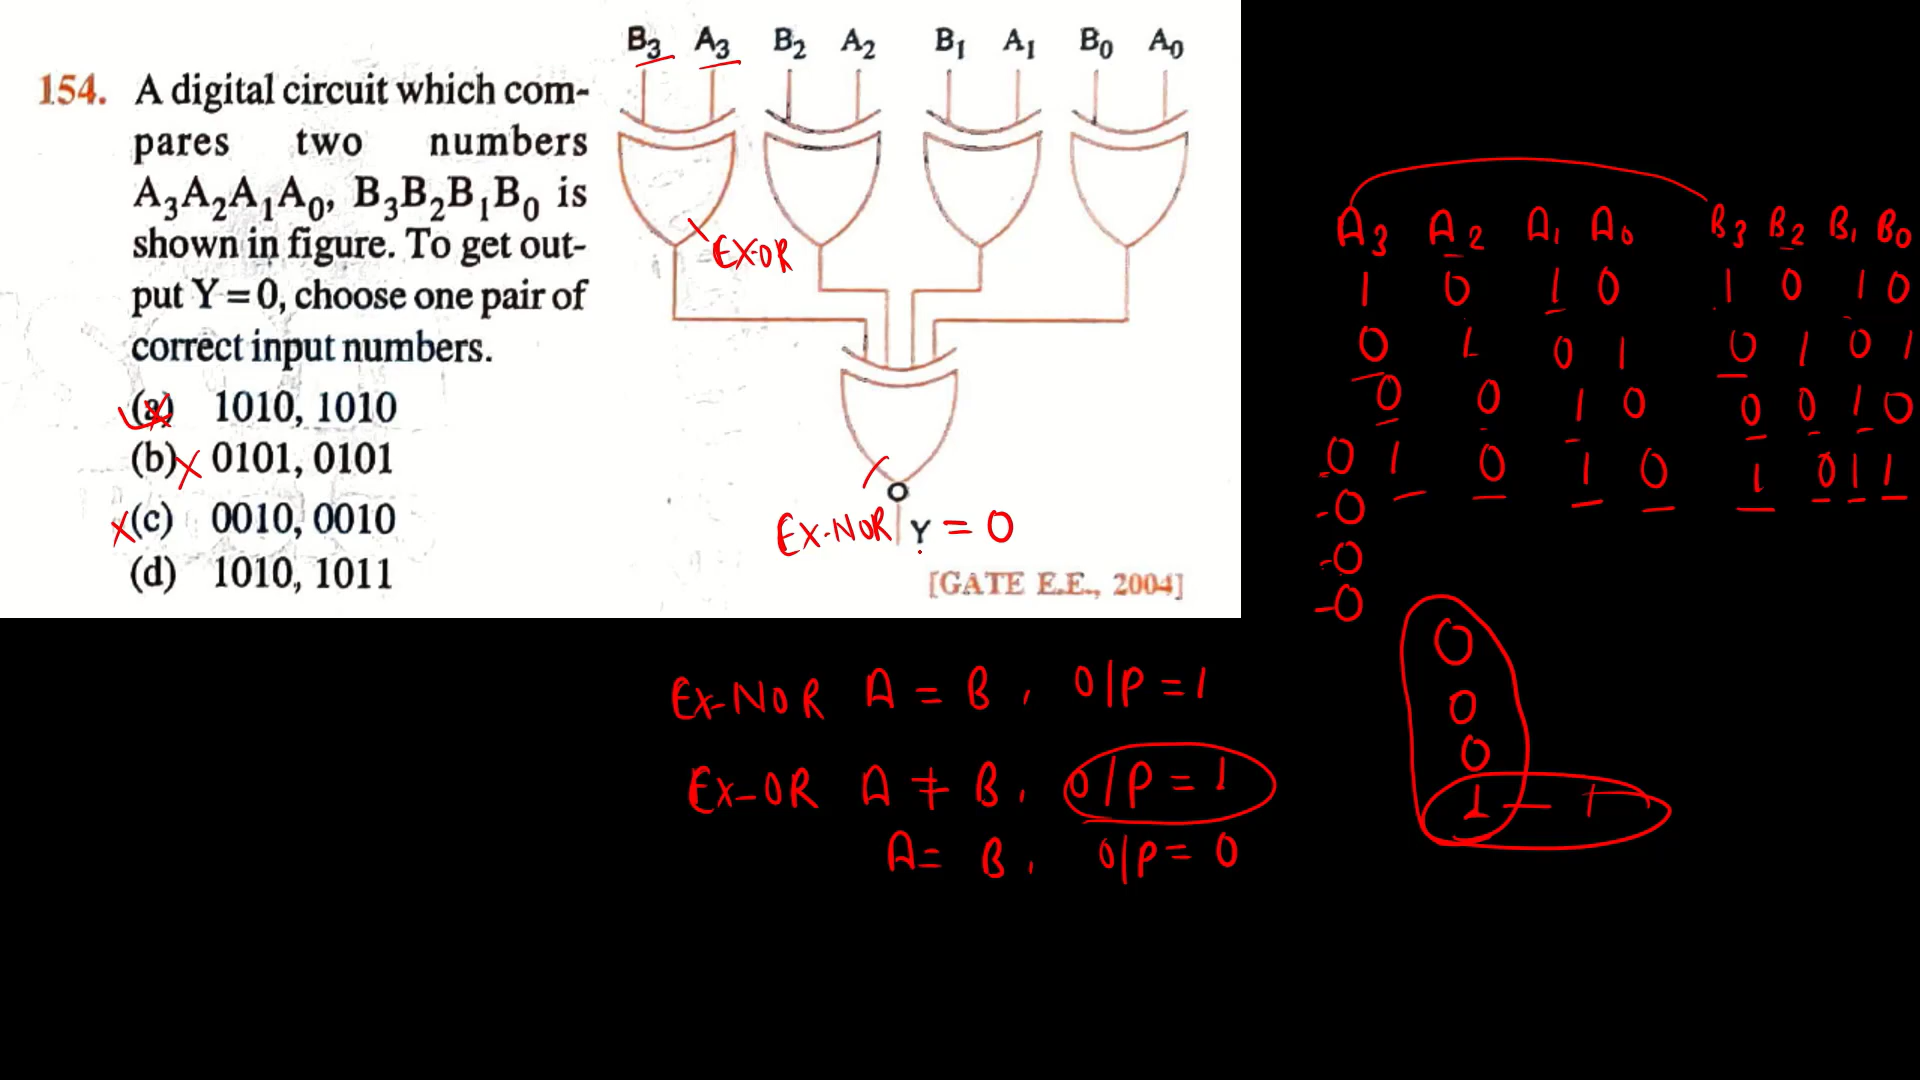 154. A digital circuit which com-
pares two numbers
A₃A₂A₁A₀, B₃B₂B₁B₀ is
shown in figure. To get out-
put Y = 0, choose one pair of
correct input numbers.
(a) 1010, 1010
(b) 0101, 0101
(c) 0010, 0010
(d) 1010, 1011
B₃ A₃ B₂ A₂ B₁ A₁ B₀ A₀
EX-OR
EX-NOR Y = 0
[GATE E.E., 2004]
A₃ A₂ A₁ A₀ B₃ B₂ B₁ B₀
1 0 1 0 1 0 1 0
0 1 0 1 0 1 0 1
0 0 1 0 0 0 1 0
0 1 0 1 0 1 0 1 1
-0
-0
-0
0
0
0
1 — 1
EX-NOR A = B, O/P = 1
EX-OR A ≠ B, O/P = 1
A = B, O/P = 0